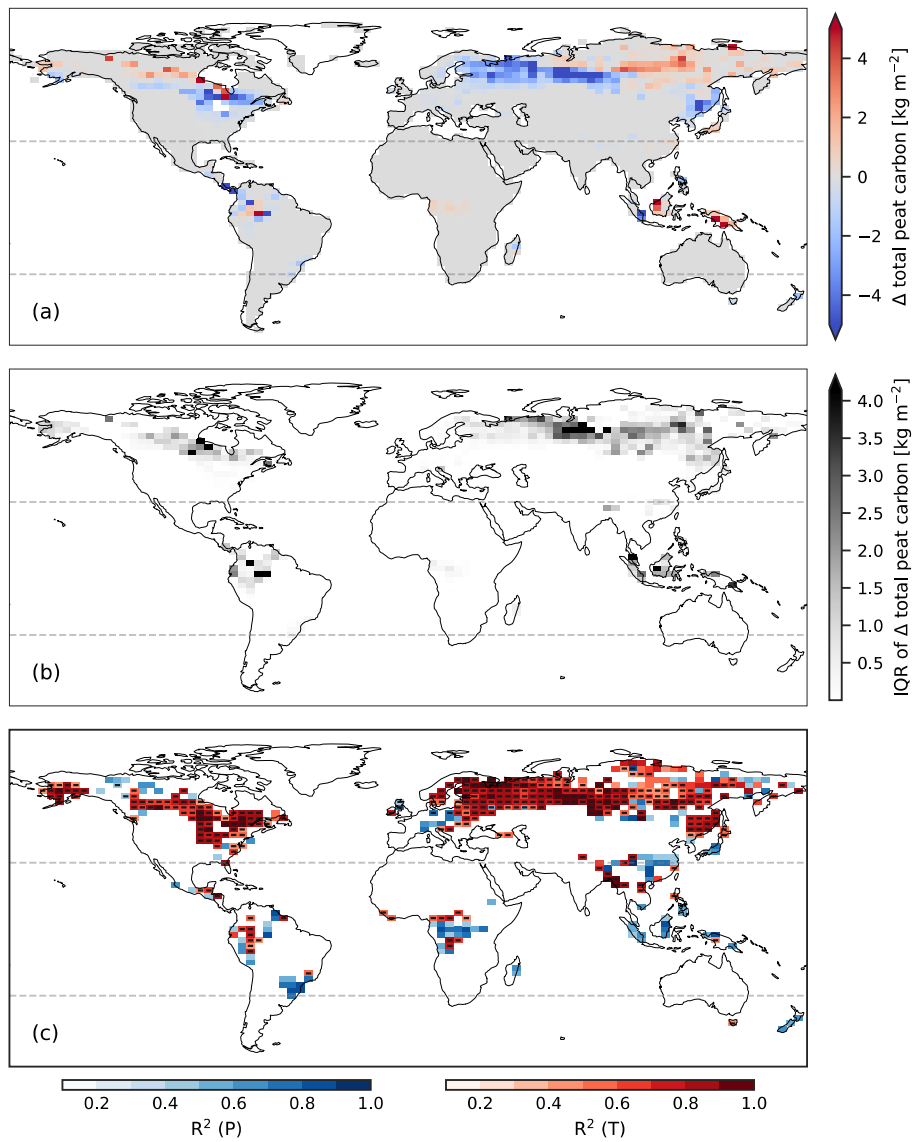 4
2
0
−2
−4
Δ total peat carbon [kg m⁻²]
(a)
4.0
3.5
3.0
2.5
2.0
1.5
1.0
0.5
IQR of Δ total peat carbon [kg m⁻²]
(b)
(c)
0.2 0.4 0.6 0.8 1.0
R² (P)
0.2 0.4 0.6 0.8 1.0
R² (T)